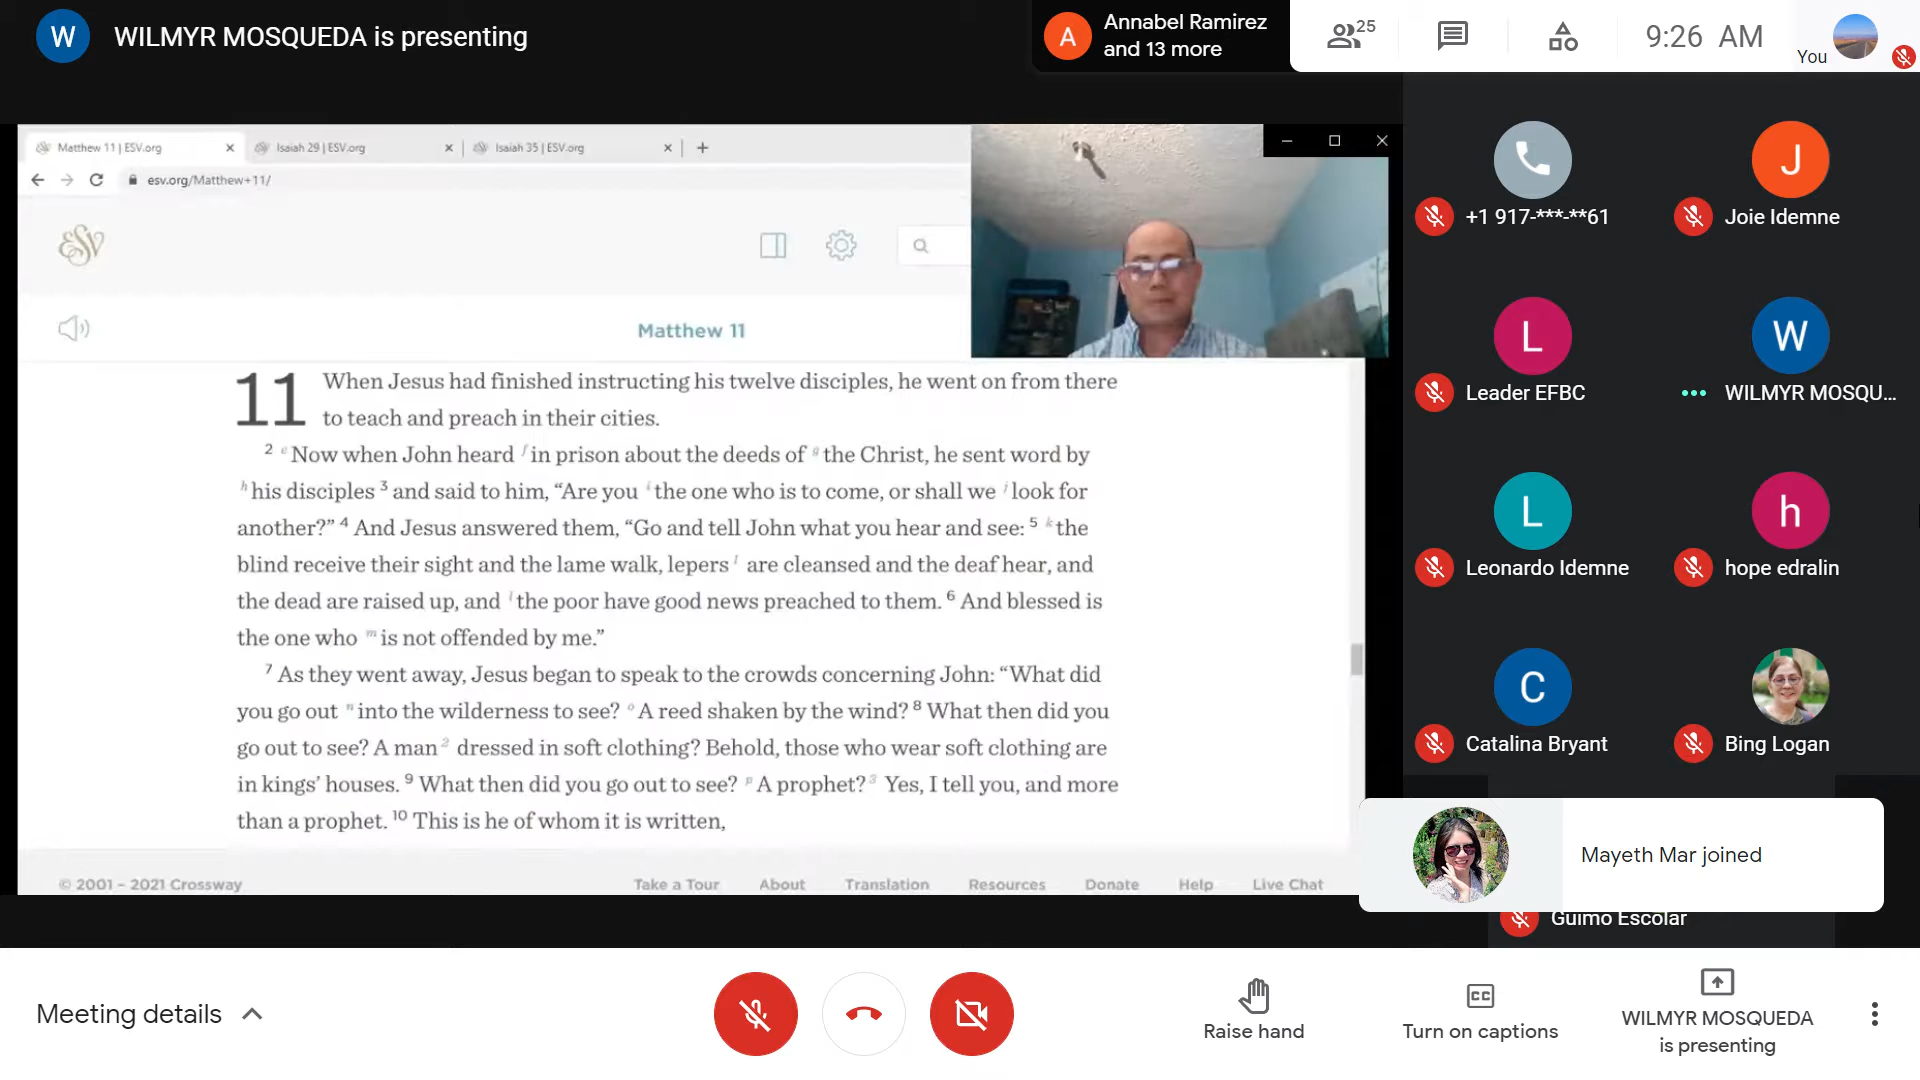 W WILMYR MOSQUEDA is presenting
A Annabel Ramirez
and 13 more
25
9:26 AM
You
Matthew 11 | ESV.org
Isaiah 29 | ESV.org
Isaiah 35 | ESV.org
esv.org/Matthew+11/
ESV
Matthew 11
11 When Jesus had finished instructing his twelve disciples, he went on from there
to teach and preach in their cities.
2 e Now when John heard f in prison about the deeds of g the Christ, he sent word by
h his disciples 3 and said to him, “Are you i the one who is to come, or shall we j look for
another?” 4 And Jesus answered them, “Go and tell John what you hear and see: 5 k the
blind receive their sight and the lame walk, lepers l are cleansed and the deaf hear, and
the dead are raised up, and l the poor have good news preached to them. 6 And blessed is
the one who m is not offended by me.”
7 As they went away, Jesus began to speak to the crowds concerning John: “What did
you go out n into the wilderness to see? o A reed shaken by the wind? 8 What then did you
go out to see? A man 2 dressed in soft clothing? Behold, those who wear soft clothing are
in kings’ houses. 9 What then did you go out to see? p A prophet? 3 Yes, I tell you, and more
than a prophet. 10 This is he of whom it is written,
© 2001 – 2021 Crossway
Take a Tour About Translation Resources Donate Help Live Chat
+1 917-***-**61
J
Joie Idemne
L
Leader EFBC
W
WILMYR MOSQU...
L
Leonardo Idemne
h
hope edralin
C
Catalina Bryant
Bing Logan
Mayeth Mar joined
Guimo Escolar
Meeting details
Raise hand
CC
Turn on captions
WILMYR MOSQUEDA
is presenting